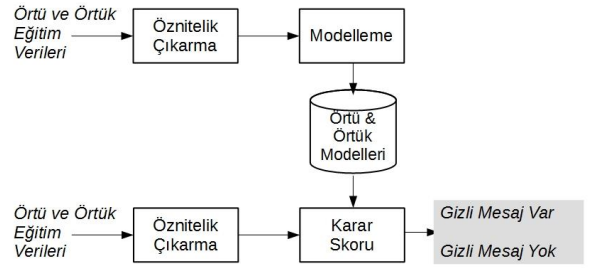 Örtü ve Örtük
Eğitim
Verileri
Öznitelik
Çıkarma
Modelleme
Örtü &
Örtük
Modelleri
Örtü ve Örtük
Eğitim
Verileri
Öznitelik
Çıkarma
Karar
Skoru
Gizli Mesaj Var
Gizli Mesaj Yok